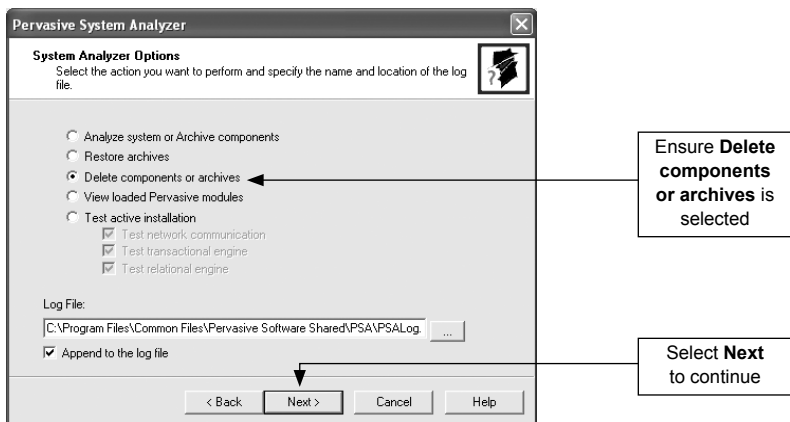 Pervasive System Analyzer
System Analyzer Options
Select the action you want to perform and specify the name and location of the log
file.
Analyze system or Archive components
Restore archives
Delete components or archives
View loaded Pervasive modules
Test active installation
Test network communication
Test transactional engine
Test relational engine
Log File:
C:\Program Files\Common Files\Pervasive Software Shared\PSA\PSALog.
...
Append to the log file
< Back
Next >
Cancel
Help
Ensure Delete
components
or archives is
selected
Select Next
to continue